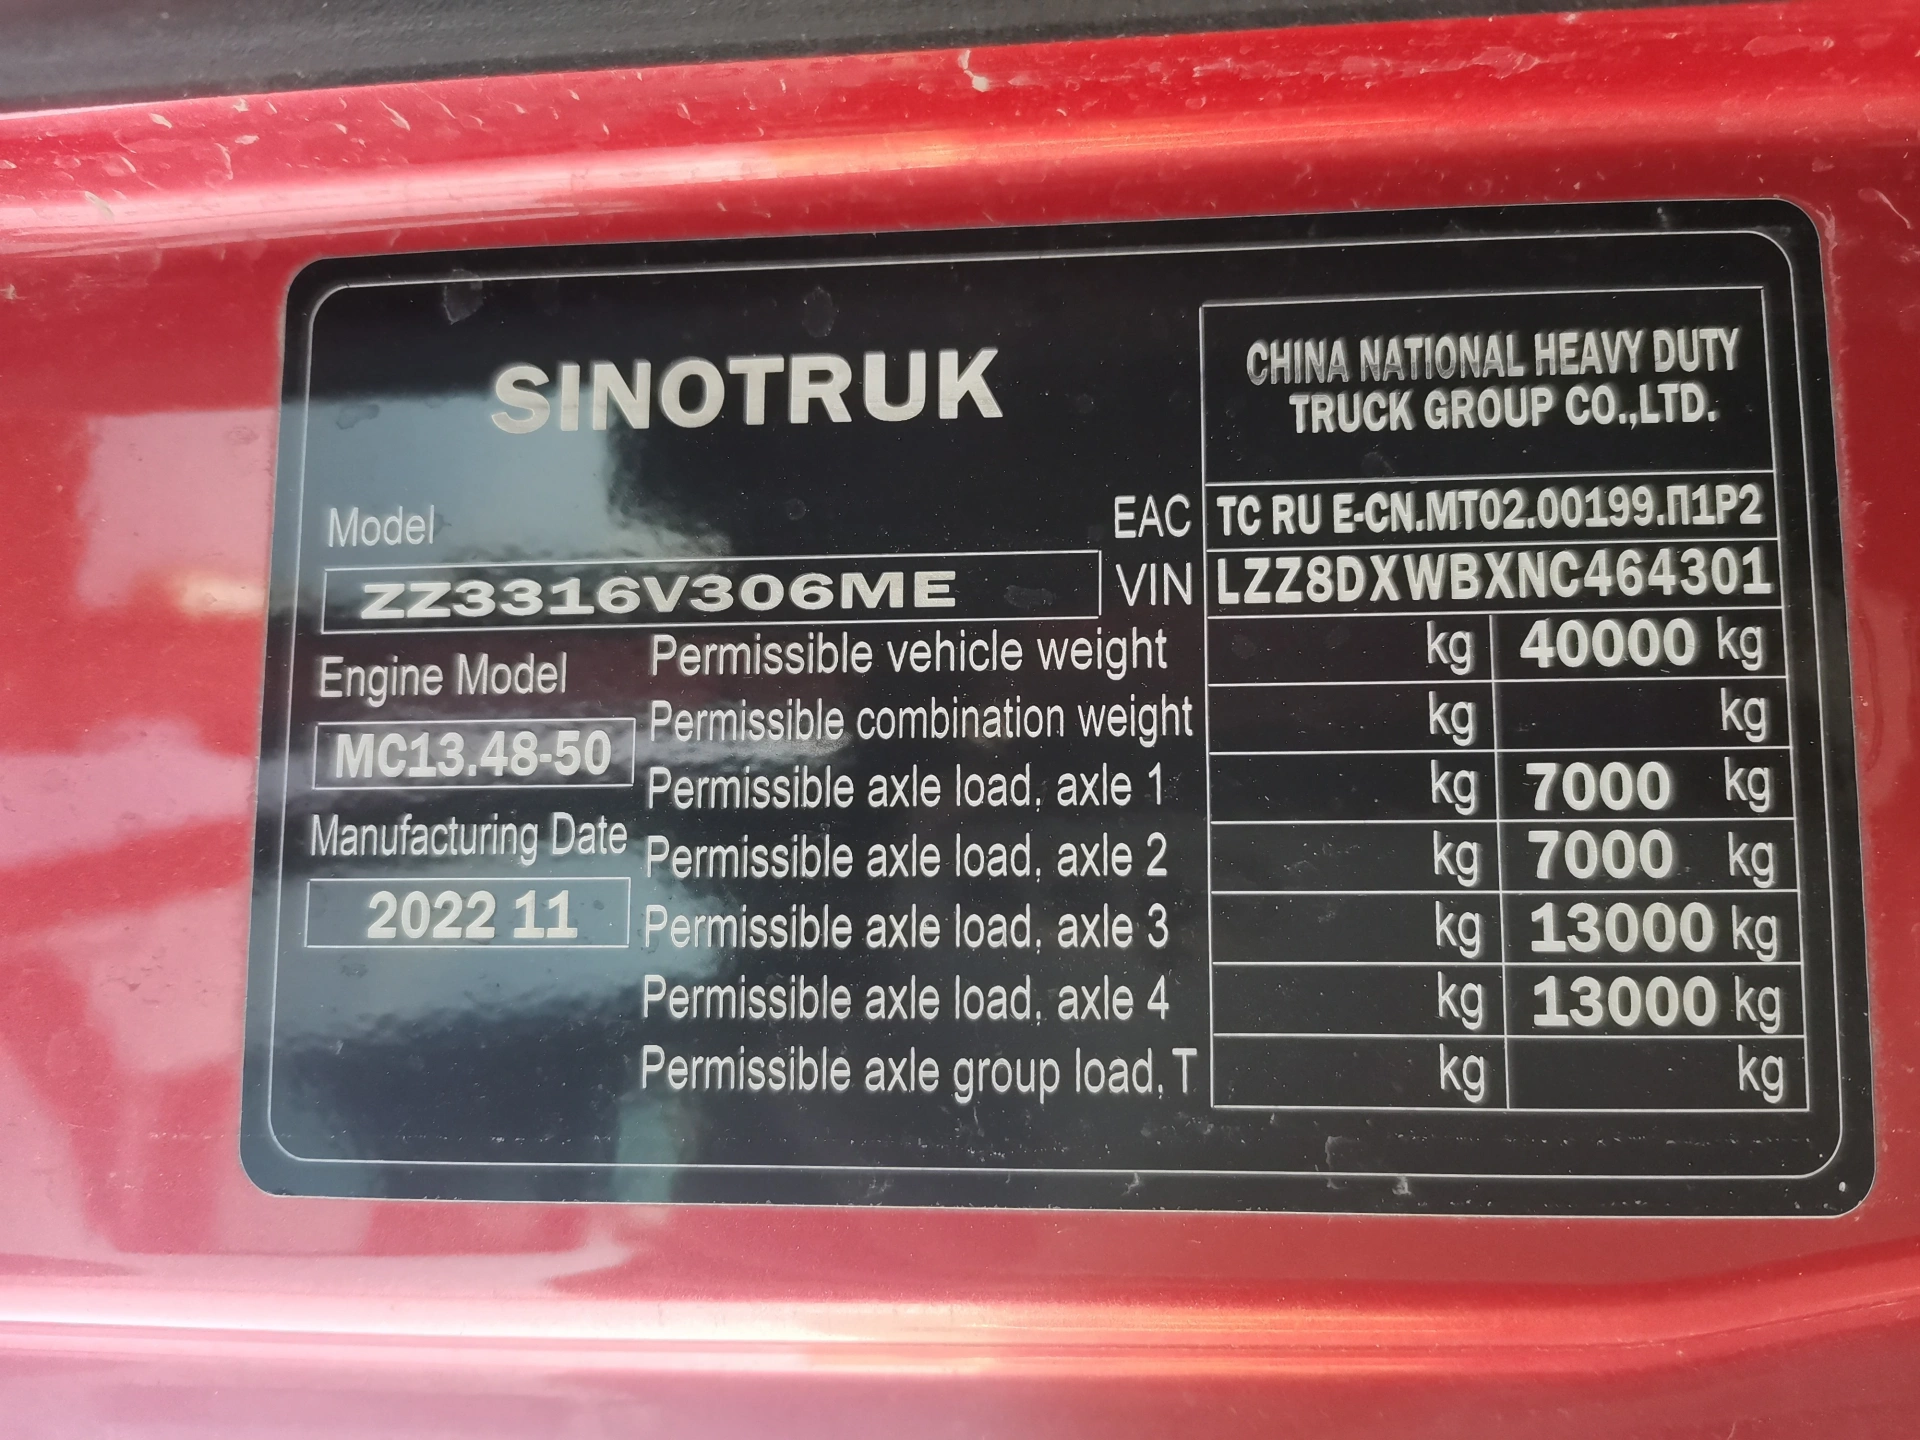 SINOTRUK
CHINA NATIONAL HEAVY DUTY
TRUCK GROUP CO.,LTD.
Model
EAC TC RU E-CN.MT02.00199.П1Р2
ZZ3316V306ME
VIN LZZ8DXWBXNC464301
Engine Model
MC13.48-50
Manufacturing Date
2022 11
Permissible vehicle weight kg 40000 kg
Permissible combination weight kg kg
Permissible axle load, axle 1 kg 7000 kg
Permissible axle load, axle 2 kg 7000 kg
Permissible axle load, axle 3 kg 13000 kg
Permissible axle load, axle 4 kg 13000 kg
Permissible axle group load, T kg kg